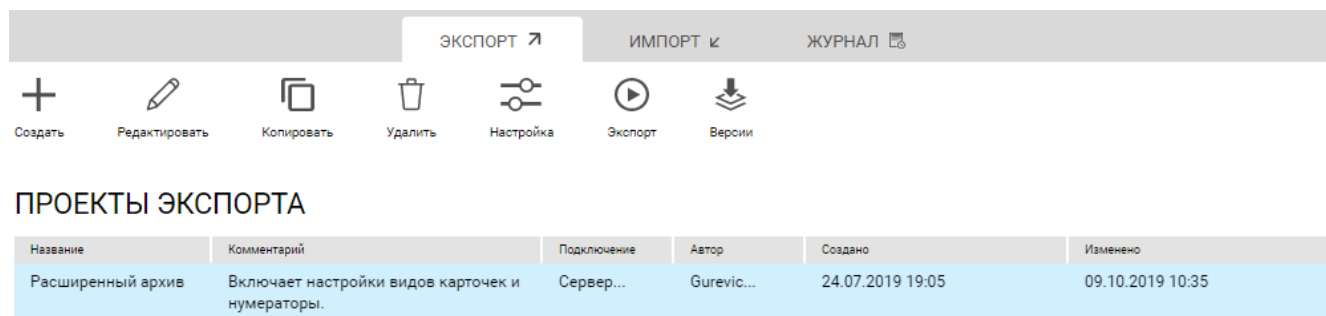 ЭКСПОРТ ИМПОРТ ЖУРНАЛ
Создать Редактировать Копировать Удалить Настройка Экспорт Версии
ПРОЕКТЫ ЭКСПОРТА
Название Комментарий Подключение Автор Создано Изменено
Расширенный архив Включает настройки видов карточек и Сервер... Gurevic... 24.07.2019 19:05 09.10.2019 10:35
нумераторы.